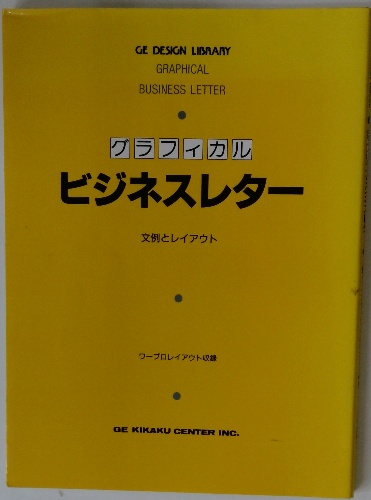 GE DESIGN LIBRARY
GRAPHICAL
BUSINESS LETTER
グラフィカル
ビジネスレター
文例とレイアウト
ワープロレイアウト収録
GE KIKAKU CENTER INC.